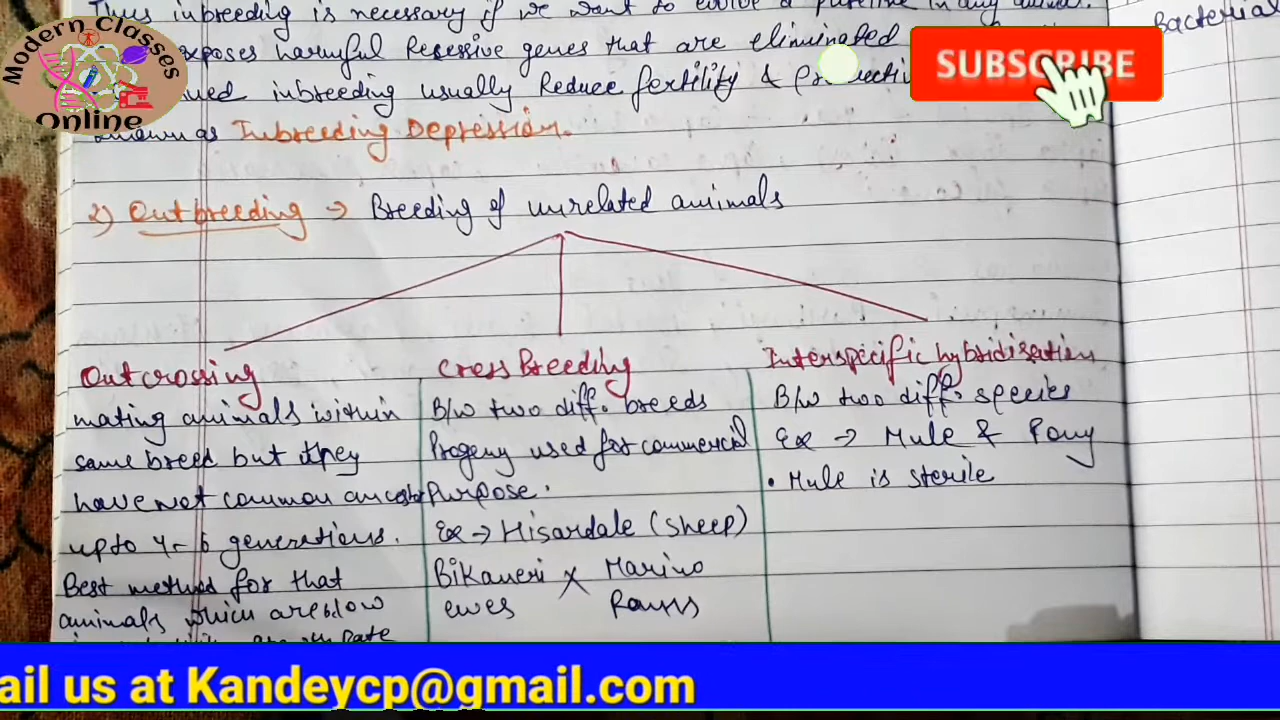 Thus inbreeding is necessary if we want to evolve a pureline in any animal.
exposes harmful Recessive genes that are eliminated
inbreeding usually Reduce fertility &
known as Inbreeding Depression.
Bacterial
Modern Classes
Online
SUBSCRIBE
2) Outbreeding → Breeding of unrelated animals
Outcrossing
mating animals within
same breed but they
have not common ancestor
upto 4-6 generations.
Best method for that
animals which are blow
Rate
Cross Breeding
B/w two diff. breeds
Progeny used for commercial
Purpose.
Ex → Hisardale (sheep)
Bikaneri X Marino
ewes Rams
Interspecific hybridisation
B/w two diff. species
Ex → Mule & Pony
• Mule is sterile
ail us at Kandeycp@gmail.com